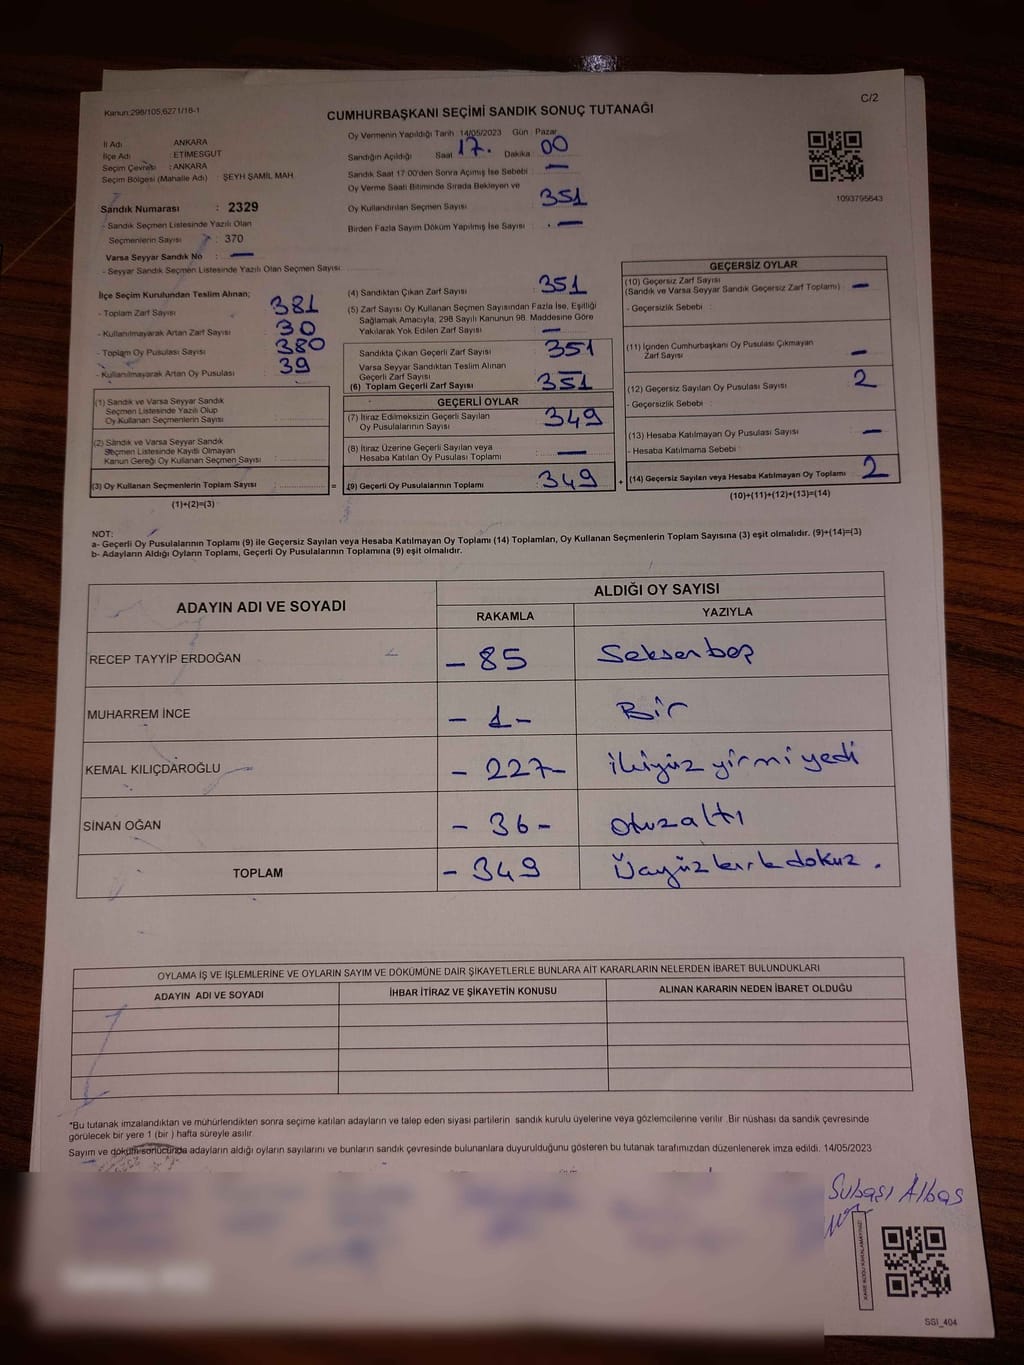 Kanun:298/105,6271/18-1
C/2
CUMHURBAŞKANI SEÇİMİ SANDIK SONUÇ TUTANAĞI
İl Adı ANKARA
İlçe Adı : ETİMESGUT
Seçim Çevresi : ANKARA
Seçim Bölgesi (Mahalle Adı) : ŞEYH ŞAMİL MAH
Sandık Numarası : 2329
- Sandık Seçmen Listesinde Yazılı Olan
Seçmenlerin Sayısı : 370
Varsa Seyyar Sandık No : —
- Seyyar Sandık Seçmen Listesinde Yazılı Olan Seçmen Sayısı
Oy Vermenin Yapıldığı Tarih 14/05/2023 Gün : Pazar
Sandığın Açıldığı Saat 17. Dakika 00
Sandık Saat 17:00'den Sonra Açımış İse Sebebi : —
Oy Verme Saati Bitiminde Sırada Bekleyen ve
Oy Kullandırılan Seçmen Sayısı : 351
Birden Fazla Sayım Döküm Yapılmış İse Sayısı : —
1093795643
İlçe Seçim Kurulundan Teslim Alınan;
- Toplam Zarf Sayısı : 381
- Kullanılmayarak Artan Zarf Sayısı : 30
- Toplam Oy Pusulası Sayısı : 380
- Kullanılmayarak Artan Oy Pusulası : 39
(1) Sandık ve Varsa Seyyar Sandık
Seçmen Listesinde Yazılı Olup
Oy Kullanan Seçmenlerin Sayısı :
(2) Sandık ve Varsa Seyyar Sandık
Seçmen Listesinde Kayıtlı Olmayan
Kanun Gereği Oy Kullanan Seçmen Sayısı :
(3) Oy Kullanan Seçmenlerin Toplam Sayısı : =
(1)+(2)=(3)
(4) Sandıktan Çıkan Zarf Sayısı : 351
(5) Zarf Sayısı Oy Kullanan Seçmen Sayısından Fazla İse, Eşitliği
Sağlamak Amacıyla, 298 Sayılı Kanunun 98. Maddesine Göre
Yakılarak Yok Edilen Zarf Sayısı : —
Sandıkta Çıkan Geçerli Zarf Sayısı : 351
Varsa Seyyar Sandıktan Teslim Alınan
Geçerli Zarf Sayısı : —
(6) Toplam Geçerli Zarf Sayısı : 351
GEÇERLİ OYLAR
(7) İtiraz Edilmeksizin Geçerli Sayılan
Oy Pusulalarının Sayısı : 349
(8) İtiraz Üzerine Geçerli Sayılan veya
Hesaba Katılan Oy Pusulası Toplamı : —
(9) Geçerli Oy Pusulalarının Toplamı : 349 +
GEÇERSİZ OYLAR
(10) Geçersiz Zarf Sayısı
(Sandık ve Varsa Seyyar Sandık Geçersiz Zarf Toplamı) : —
- Geçersizlik Sebebi :
(11) İçinden Cumhurbaşkanı Oy Pusulası Çıkmayan
Zarf Sayısı : —
(12) Geçersiz Sayılan Oy Pusulası Sayısı : 2
- Geçersizlik Sebebi :
(13) Hesaba Katılmayan Oy Pusulası Sayısı : —
- Hesaba Katılmama Sebebi :
(14) Geçersiz Sayılan veya Hesaba Katılmayan Oy Toplamı : 2
(10)+(11)+(12)+(13)=(14)
NOT:
a- Geçerli Oy Pusulalarının Toplamı (9) ile Geçersiz Sayılan veya Hesaba Katılmayan Oy Toplamı (14) Toplamları, Oy Kullanan Seçmenlerin Toplam Sayısına (3) eşit olmalıdır. (9)+(14)=(3)
b- Adayların Aldığı Oyların Toplamı, Geçerli Oy Pusulalarının Toplamına (9) eşit olmalıdır.
ADAYIN ADI VE SOYADI ALDIĞI OY SAYISI
RAKAMLA YAZIYLA
RECEP TAYYİP ERDOĞAN – 85 Seksenbeş
MUHARREM İNCE – 1 – Bir
KEMAL KILIÇDAROĞLU – 227 – ikiyüz yirmi yedi
SİNAN OĞAN – 36 – otuzaltı
TOPLAM – 349 Üçyüz kırk dokuz .
OYLAMA İŞ VE İŞLEMLERİNE VE OYLARIN SAYIM VE DÖKÜMÜNE DAİR ŞİKAYETLERLE BUNLARA AİT KARARLARIN NELERDEN İBARET BULUNDUKLARI
ADAYIN ADI VE SOYADI İHBAR İTİRAZ VE ŞİKAYETİN KONUSU ALINAN KARARIN NEDEN İBARET OLDUĞU
*Bu tutanak imzalandıktan ve mühürlendikten sonra seçime katılan adayların ve talep eden siyasi partilerin sandık kurulu üyelerine veya gözlemcilerine verilir. Bir nüshası da sandık çevresinde
görülecek bir yere 1 (bir ) hafta süreyle asılır.
Sayım ve döküm sonucunda adayların aldığı oyların sayılarını ve bunların sandık çevresinde bulunanlara duyurulduğunu gösteren bu tutanak tarafımızdan düzenlenerek imza edildi. 14/05/2023
Subaşı Albas
KARE KODU KARALAMAYINIZ!
SSI_404